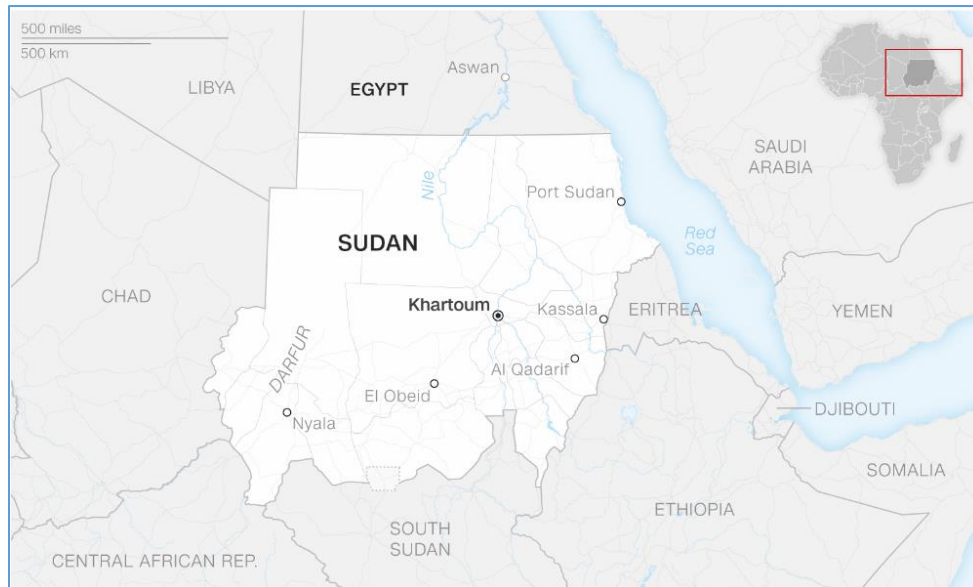 500 miles
500 km
LIBYA
EGYPT
Aswan
SAUDI
ARABIA
Nile
Port Sudan
SUDAN
Red
Sea
CHAD
Khartoum
Kassala
ERITREA
YEMEN
DARFUR
El Obeid
Al Qadarif
Nyala
DJIBOUTI
SOMALIA
ETHIOPIA
SOUTH
SUDAN
CENTRAL AFRICAN REP.